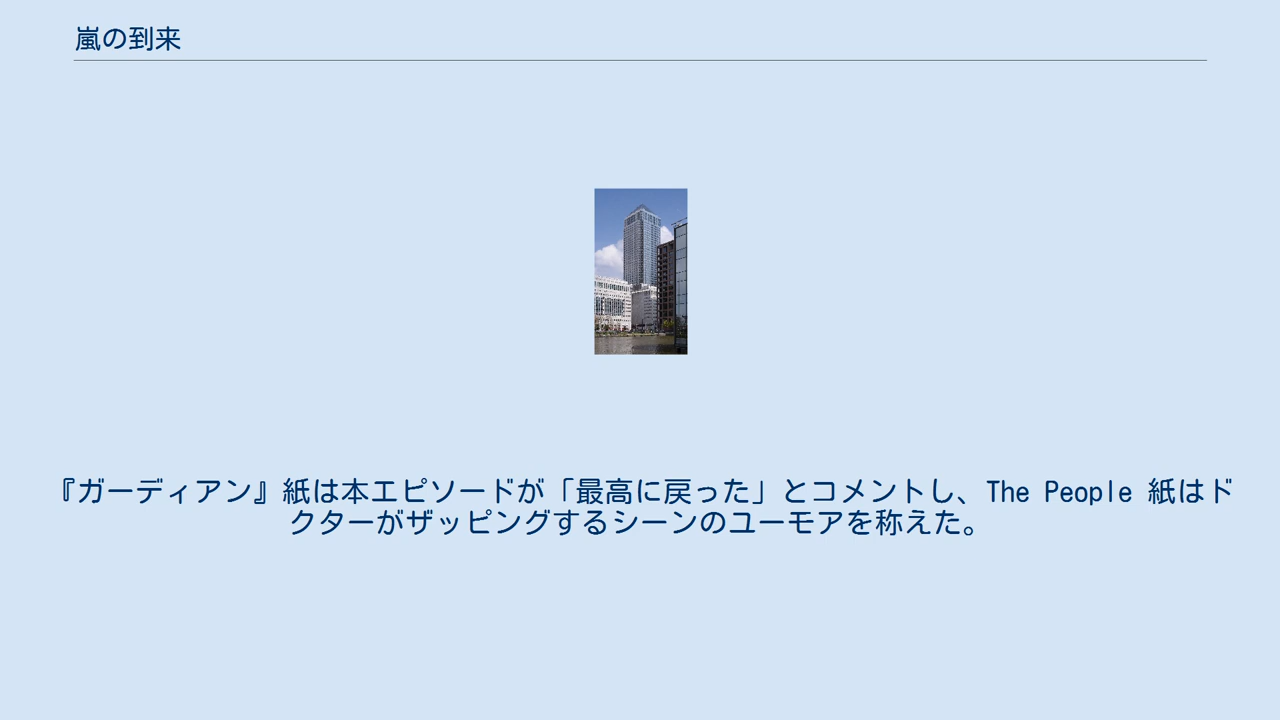 嵐の到来
『ガーディアン』紙は本エピソードが「最高に戻った」とコメントし、The People 紙はド
クターがザッピングするシーンのユーモアを称えた。